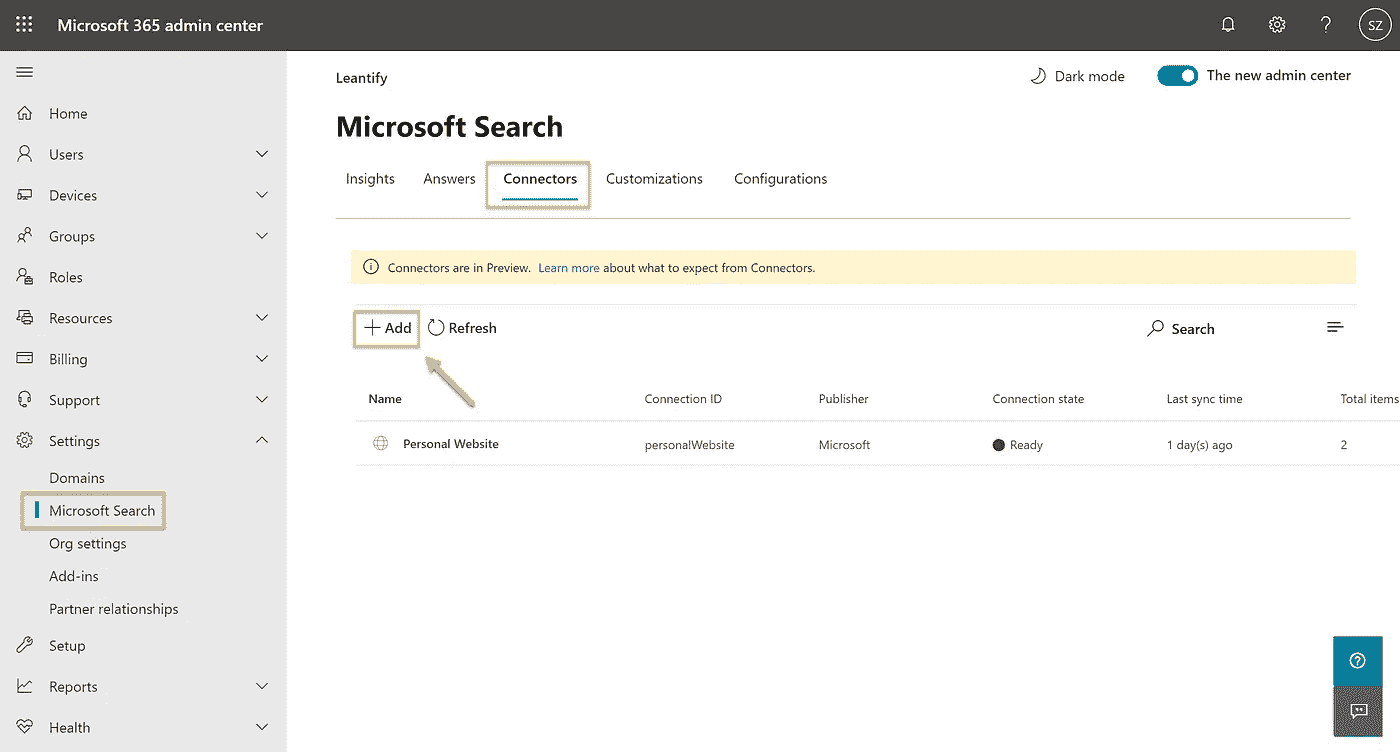 Microsoft 365 admin center
SZ
Home
Users
Devices
Groups
Roles
Resources
Billing
Support
Settings
Domains
Microsoft Search
Org settings
Add-ins
Partner relationships
Setup
Reports
Health
Leantify
Dark mode
The new admin center
Microsoft Search
Insights Answers Connectors Customizations Configurations
Connectors are in Preview. Learn more about what to expect from Connectors.
Add Refresh Search
Name Connection ID Publisher Connection state Last sync time Total items
Personal Website personalWebsite Microsoft Ready 1 day(s) ago 2